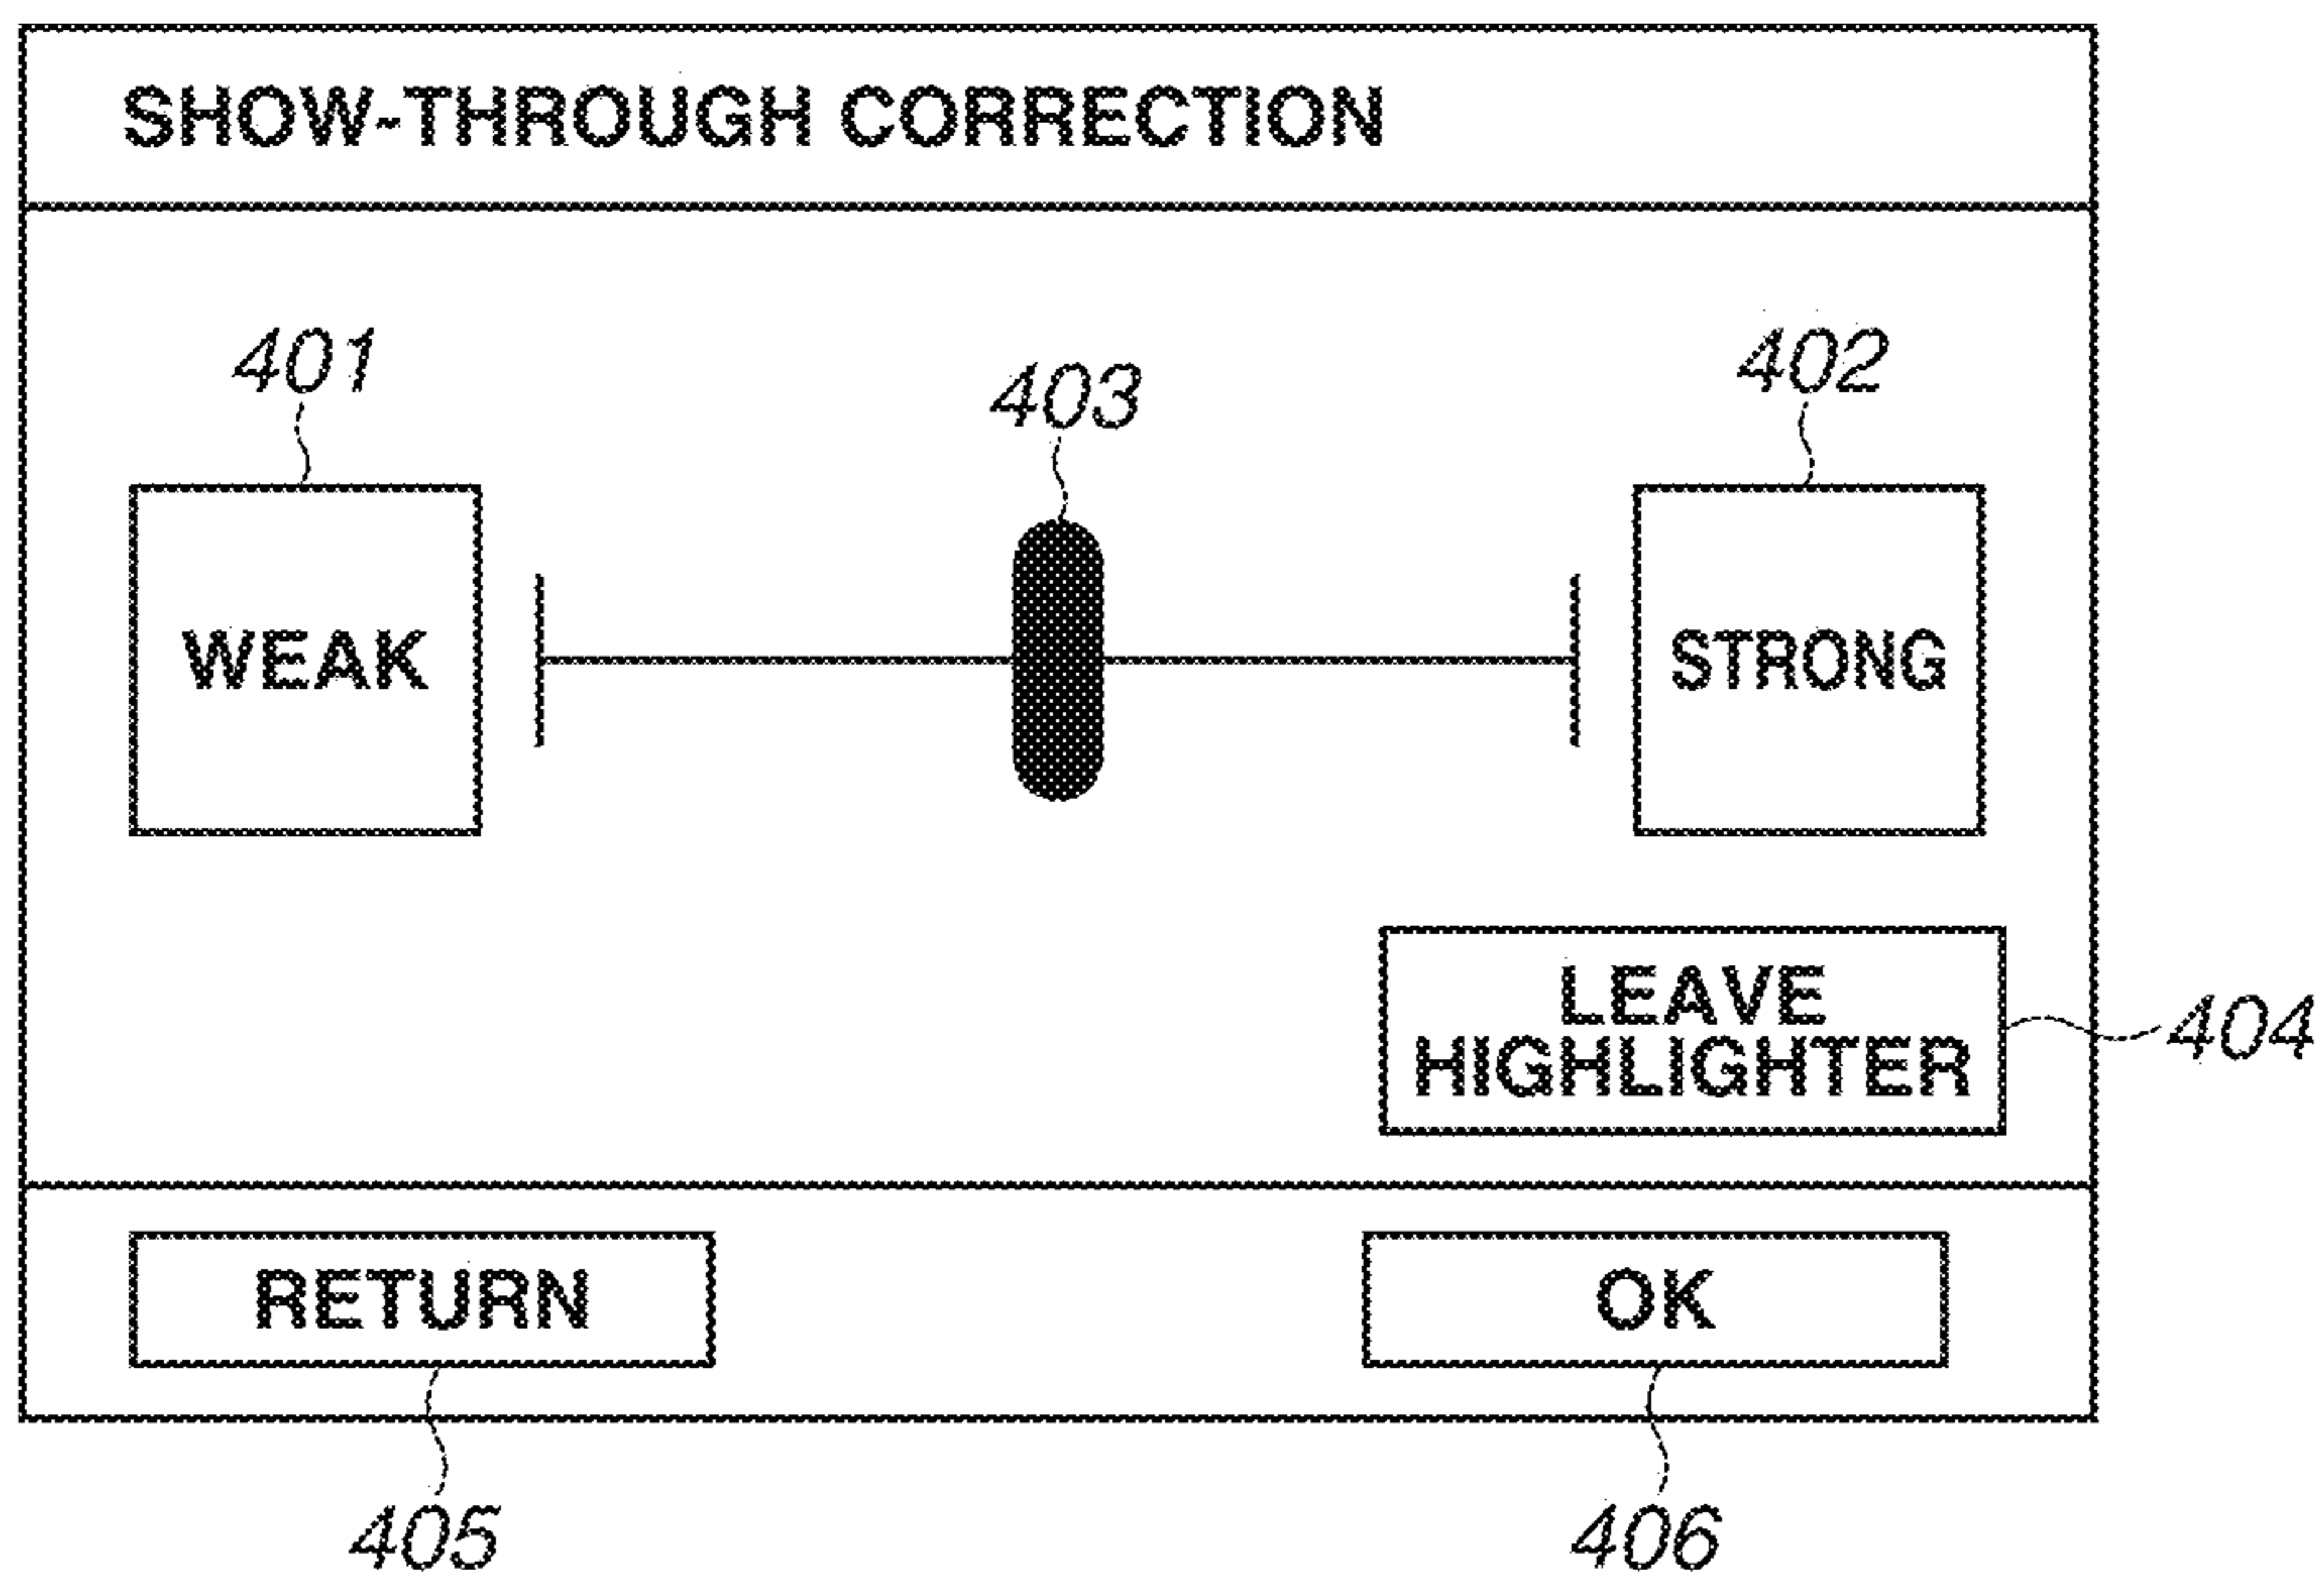 SHOW-THROUGH CORRECTION
401
403
402
WEAK
STRONG
LEAVE
HIGHLIGHTER
404
RETURN
OK
405
406